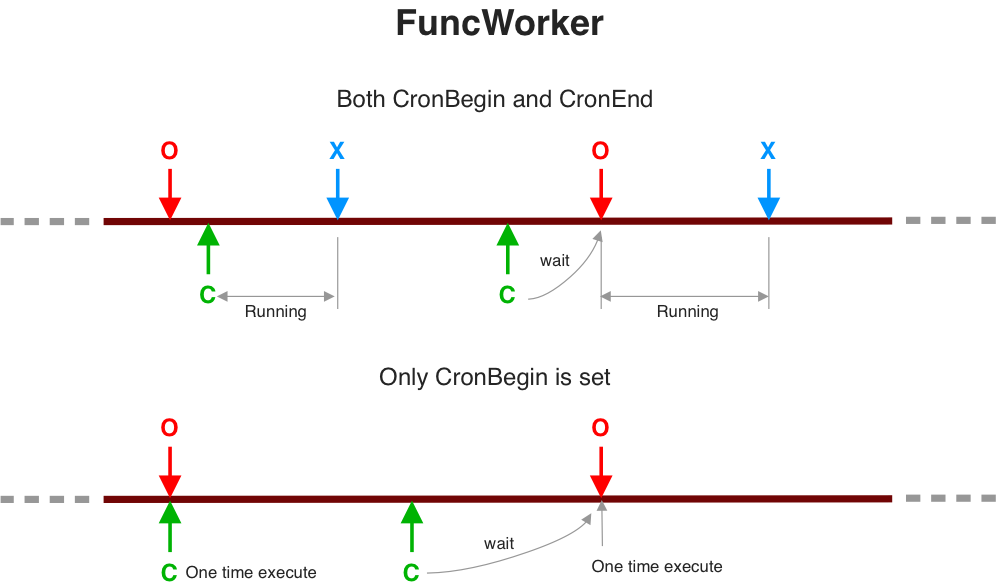 FuncWorker
Both CronBegin and CronEnd
O X O X
wait
C C
Running Running
Only CronBegin is set
O O
wait
One time execute
C One time execute C